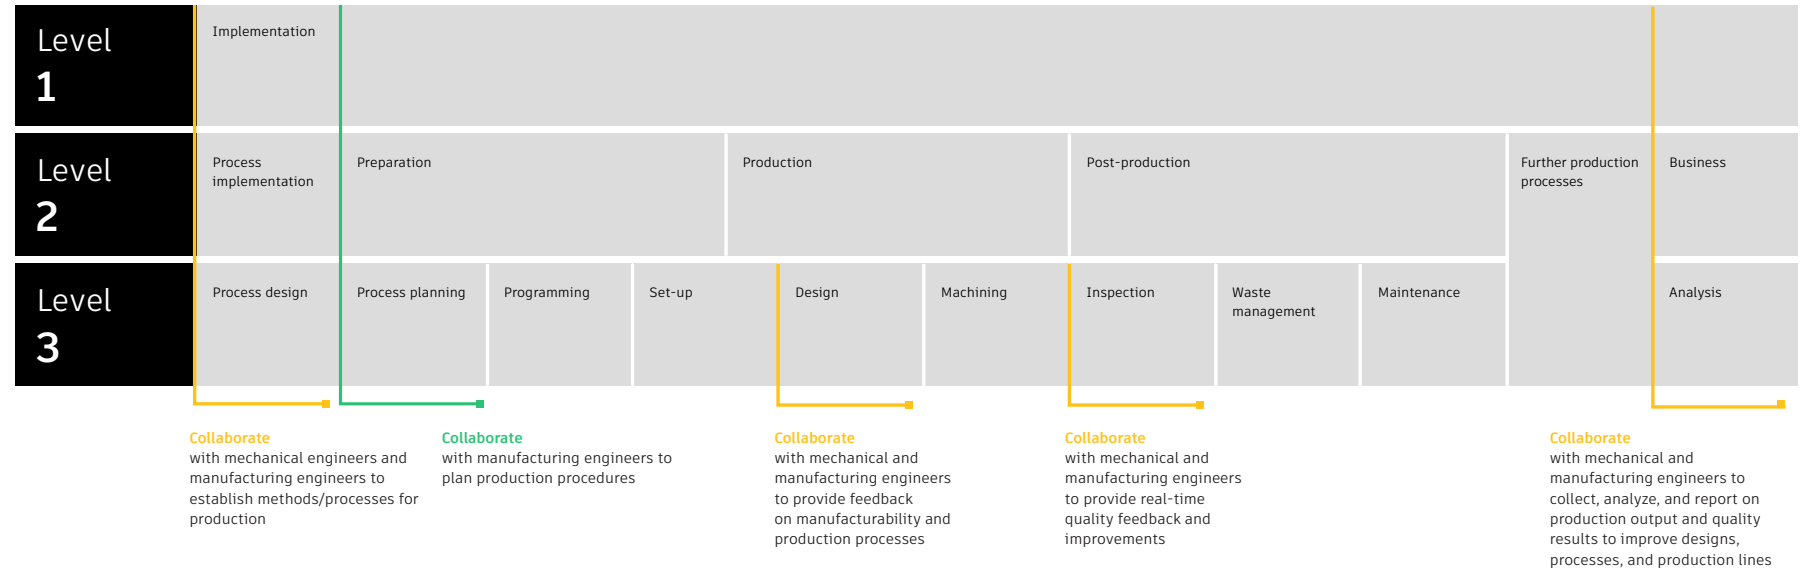 Level
1
Implementation
Level
2
Process
implementation
Preparation
Production
Post-production
Further production
processes
Business
Level
3
Process design
Process planning
Programming
Set-up
Design
Machining
Inspection
Waste
management
Maintenance
Analysis
Collaborate
with mechanical engineers and
manufacturing engineers to
establish methods/processes for
production
Collaborate
with manufacturing engineers to
plan production procedures
Collaborate
with mechanical and
manufacturing engineers
to provide feedback
on manufacturability and
production processes
Collaborate
with mechanical and
manufacturing engineers
to provide real-time
quality feedback and
improvements
Collaborate
with mechanical and
manufacturing engineers to
collect, analyze, and report on
production output and quality
results to improve designs,
processes, and production lines